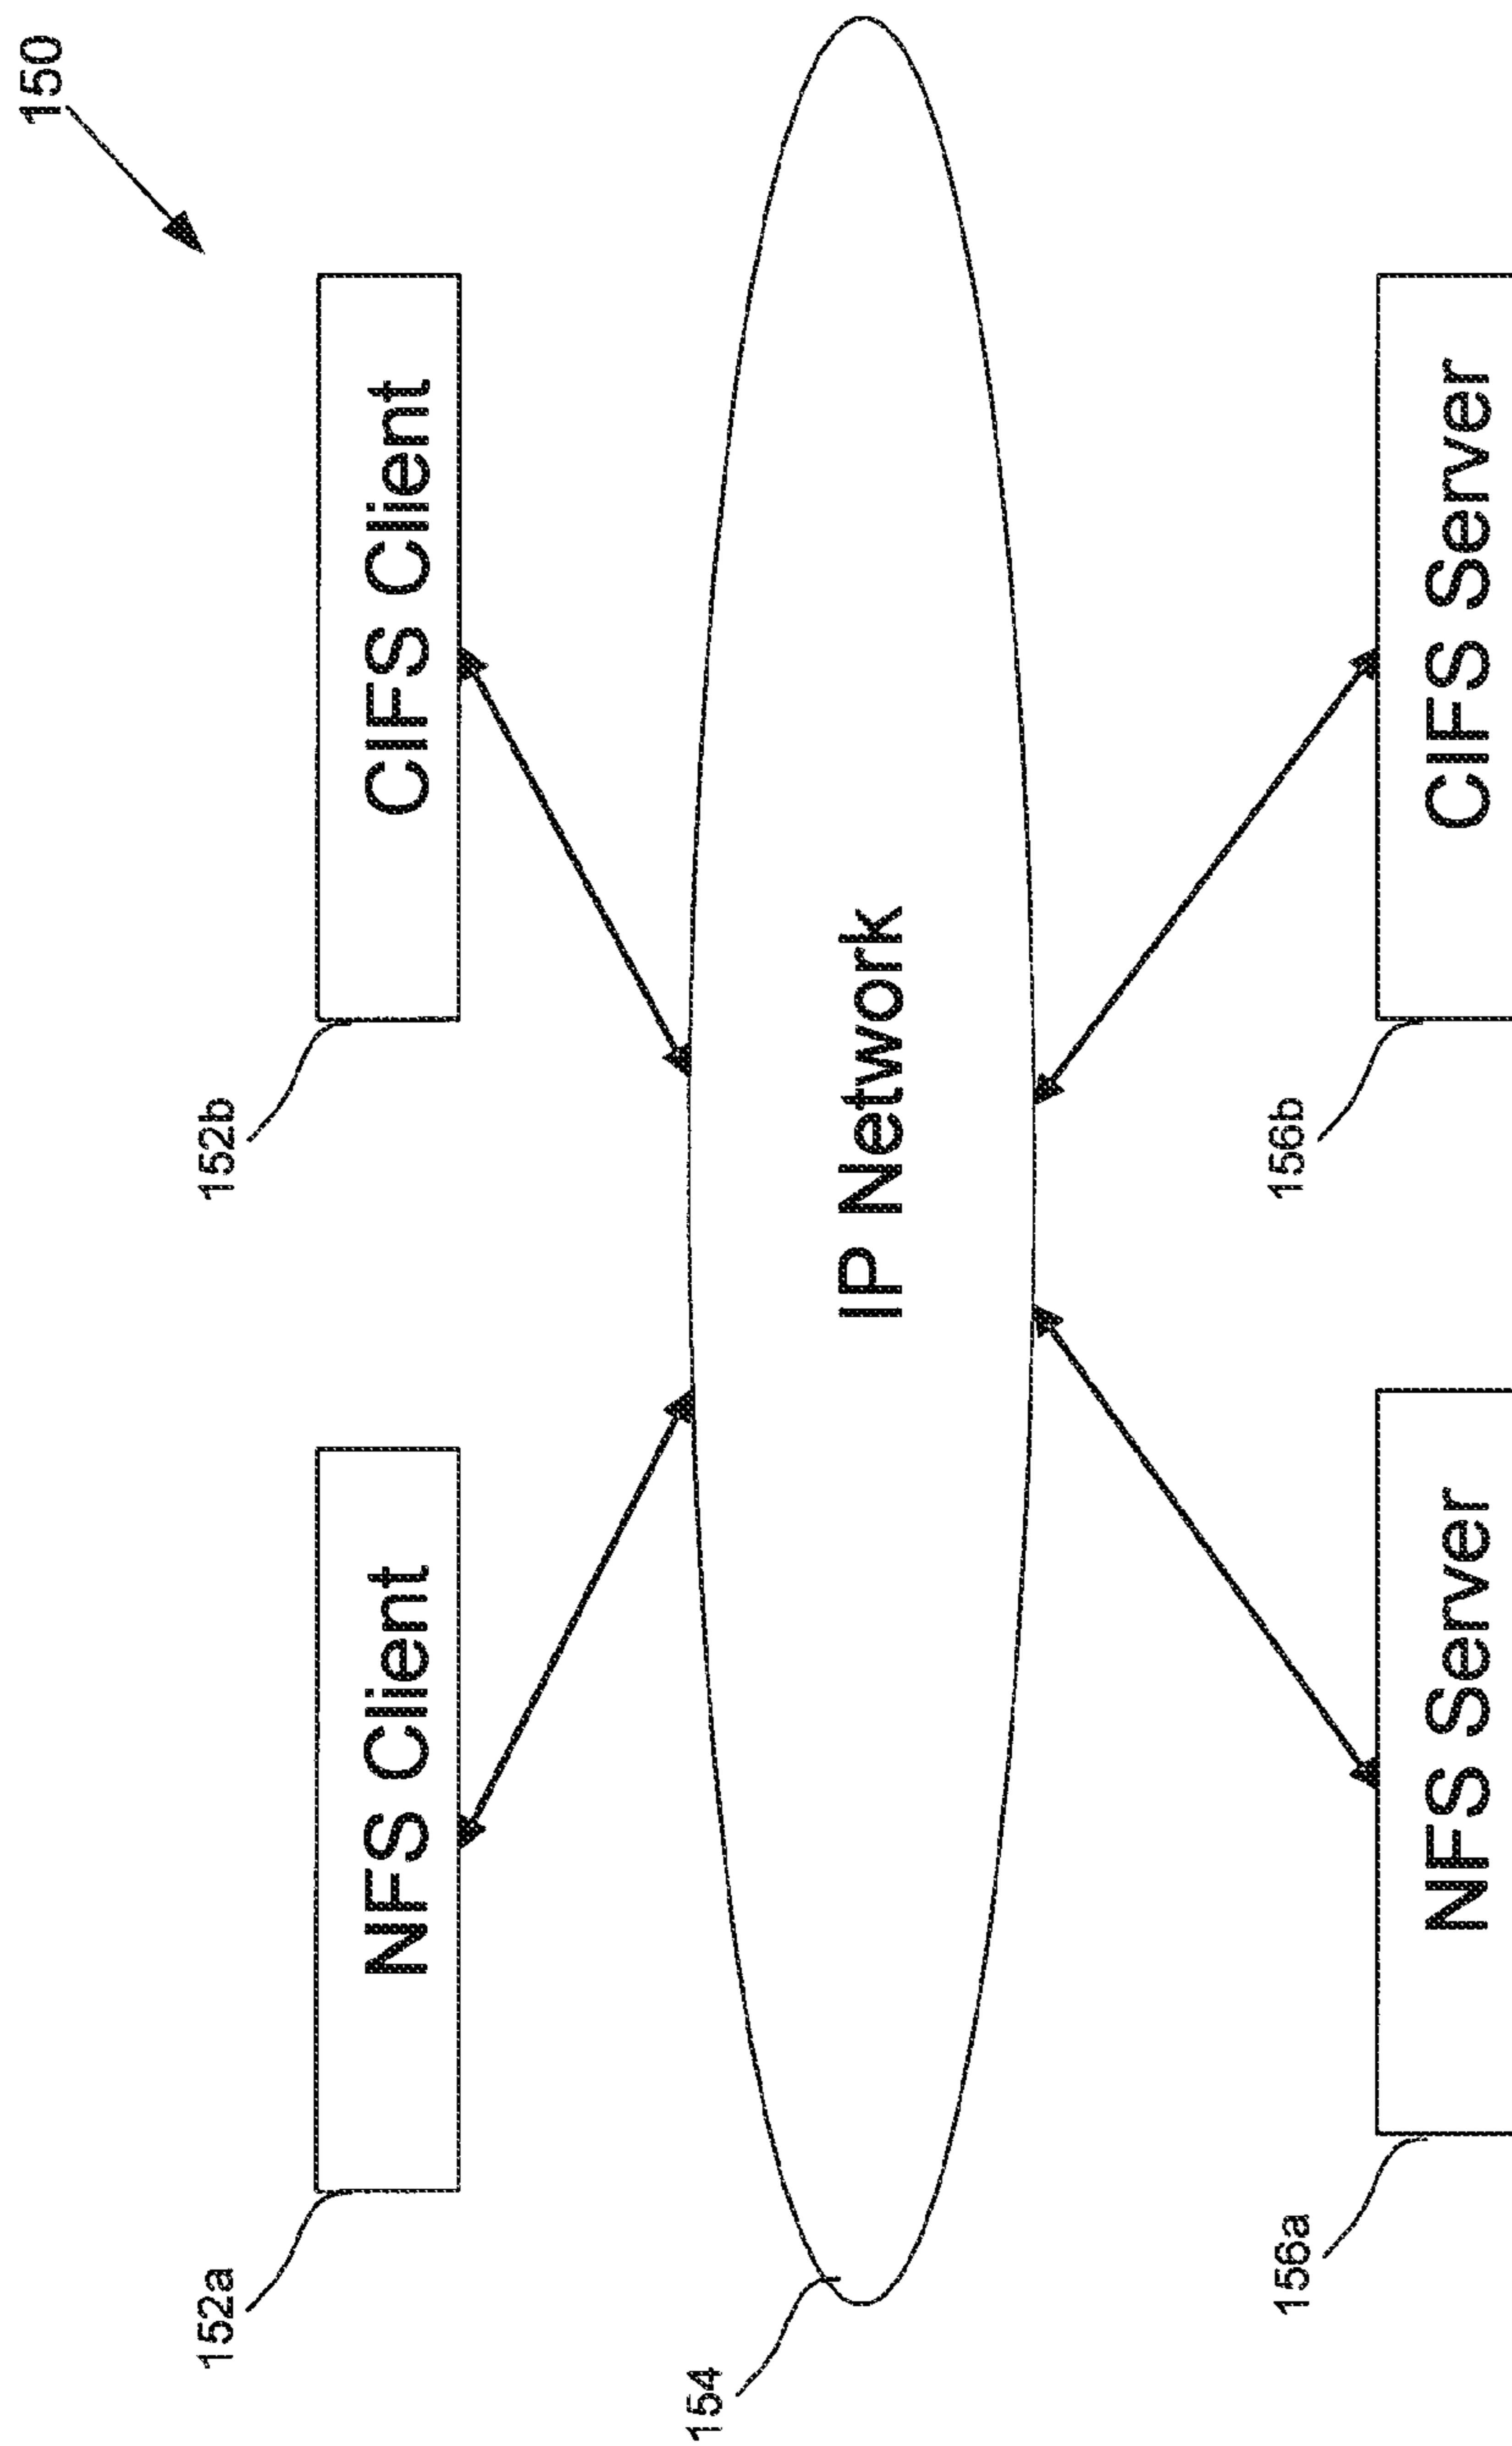 150
152a
NFS Client
152b
CIFS Client
154
IP Network
156a
NFS Server
156b
CIFS Server